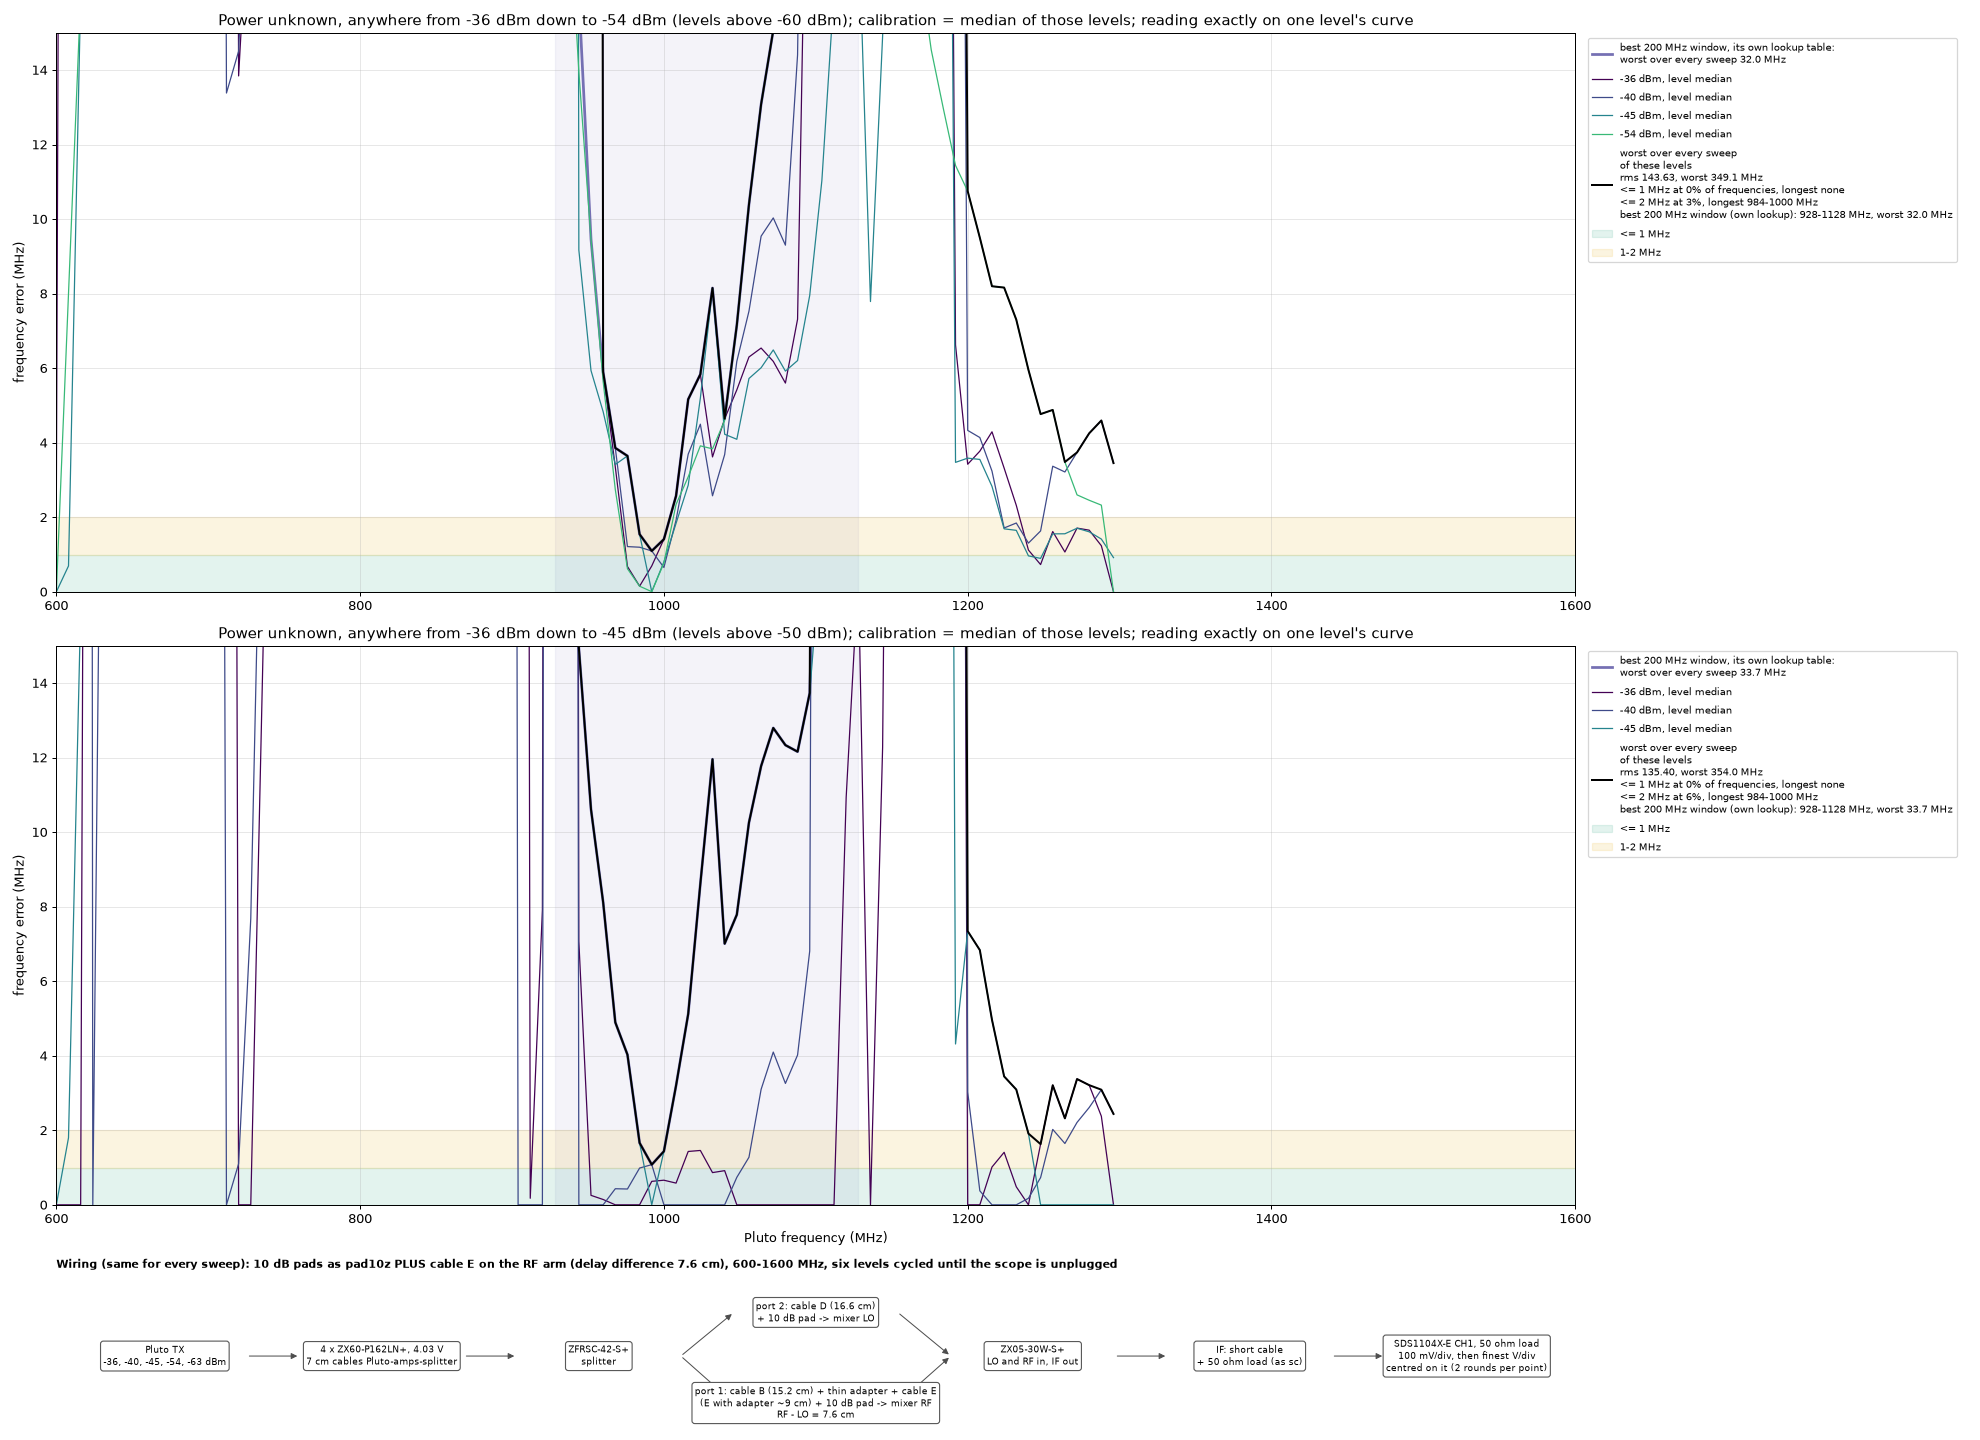 Power unknown, anywhere from -36 dBm down to -54 dBm (levels above -60 dBm); calibration = median of those levels; reading exactly on one level's curve
frequency error (MHz)
14
12
10
8
6
4
2
0
600
800
1000
1200
1400
1600
best 200 MHz window, its own lookup table:
worst over every sweep 32.0 MHz
-36 dBm, level median
-40 dBm, level median
-45 dBm, level median
-54 dBm, level median
worst over every sweep
of these levels
rms 143.63, worst 349.1 MHz
<= 1 MHz at 0% of frequencies, longest none
<= 2 MHz at 3%, longest 984-1000 MHz
best 200 MHz window (own lookup): 928-1128 MHz, worst 32.0 MHz
<= 1 MHz
1-2 MHz
Power unknown, anywhere from -36 dBm down to -45 dBm (levels above -50 dBm); calibration = median of those levels; reading exactly on one level's curve
frequency error (MHz)
14
12
10
8
6
4
2
0
600
800
1000
1200
1400
1600
Pluto frequency (MHz)
best 200 MHz window, its own lookup table:
worst over every sweep 33.7 MHz
-36 dBm, level median
-40 dBm, level median
-45 dBm, level median
worst over every sweep
of these levels
rms 135.40, worst 354.0 MHz
<= 1 MHz at 0% of frequencies, longest none
<= 2 MHz at 6%, longest 984-1000 MHz
best 200 MHz window (own lookup): 928-1128 MHz, worst 33.7 MHz
<= 1 MHz
1-2 MHz
Wiring (same for every sweep): 10 dB pads as pad10z PLUS cable E on the RF arm (delay difference 7.6 cm), 600-1600 MHz, six levels cycled until the scope is unplugged
Pluto TX
-36, -40, -45, -54, -63 dBm
4 x ZX60-P162LN+, 4.03 V
7 cm cables Pluto-amps-splitter
ZFRSC-42-S+
splitter
port 2: cable D (16.6 cm)
+ 10 dB pad -> mixer LO
port 1: cable B (15.2 cm) + thin adapter + cable E
(E with adapter ~9 cm) + 10 dB pad -> mixer RF
RF - LO = 7.6 cm
ZX05-30W-S+
LO and RF in, IF out
IF: short cable
+ 50 ohm load (as sc)
SDS1104X-E CH1, 50 ohm load
100 mV/div, then finest V/div
centred on it (2 rounds per point)